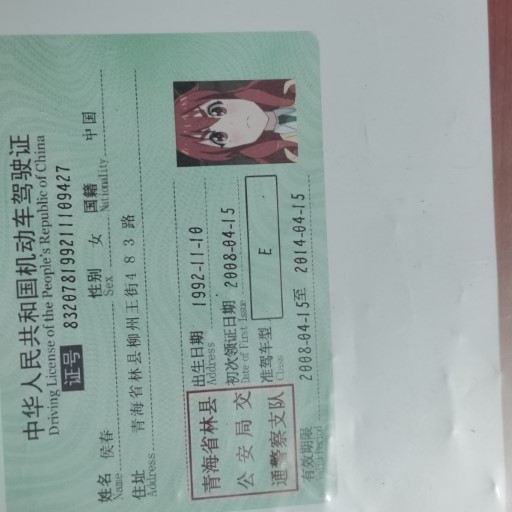 中华人民共和国机动车驾驶证
Driving License of the People's Republic of China
证号 832078199211109427
姓名 侯春 性别 女 国籍 中国
Name Sex Nationality
住址 青海省林县柳州王街483路
Address
出生日期 1992-11-10
Address
初次领证日期 2008-04-15
Date of First Issue
准驾车型 E
Class
有效期限 2008-04-15至 2014-04-15
青海省林县
公安局交
通警察支队